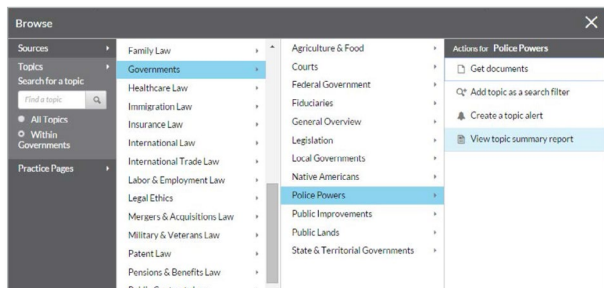 Browse
Sources
Topics
Search for a topic
Find a topic
All Topics
Within
Governments
Practice Pages
Family Law
Governments
Healthcare Law
Immigration Law
Insurance Law
International Law
International Trade Law
Labor & Employment Law
Legal Ethics
Mergers & Acquisitions Law
Military & Veterans Law
Patent Law
Pensions & Benefits Law
Agriculture & Food
Courts
Federal Government
Fiduciaries
General Overview
Legislation
Local Governments
Native Americans
Police Powers
Public Improvements
Public Lands
State & Territorial Governments
Actions for Police Powers
Get documents
Add topic as a search filter
Create a topic alert
View topic summary report